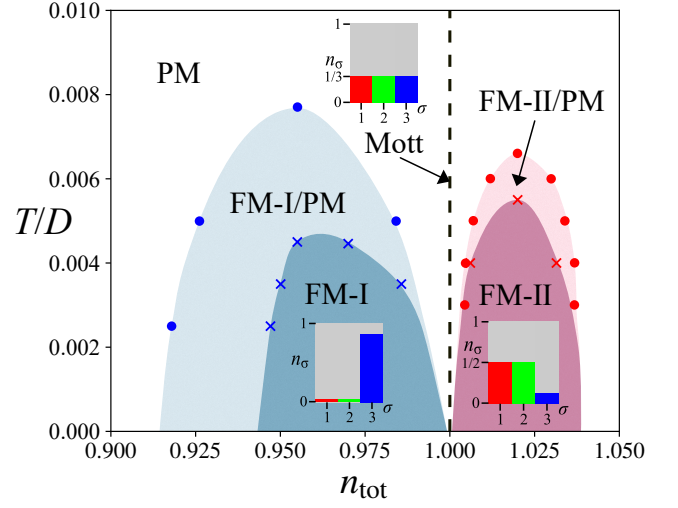 0.010
0.008
0.006
0.004
0.002
0.000
T/D
0.900
0.925
0.950
0.975
1.000
1.025
1.050
n_tot
PM
1
n_σ
1/3
0
1 2 3 σ
Mott
FM-II/PM
FM-I/PM
FM-I
1
n_σ
0
1 2 3 σ
FM-II
1
n_σ
1/2
0
1 2 3 σ